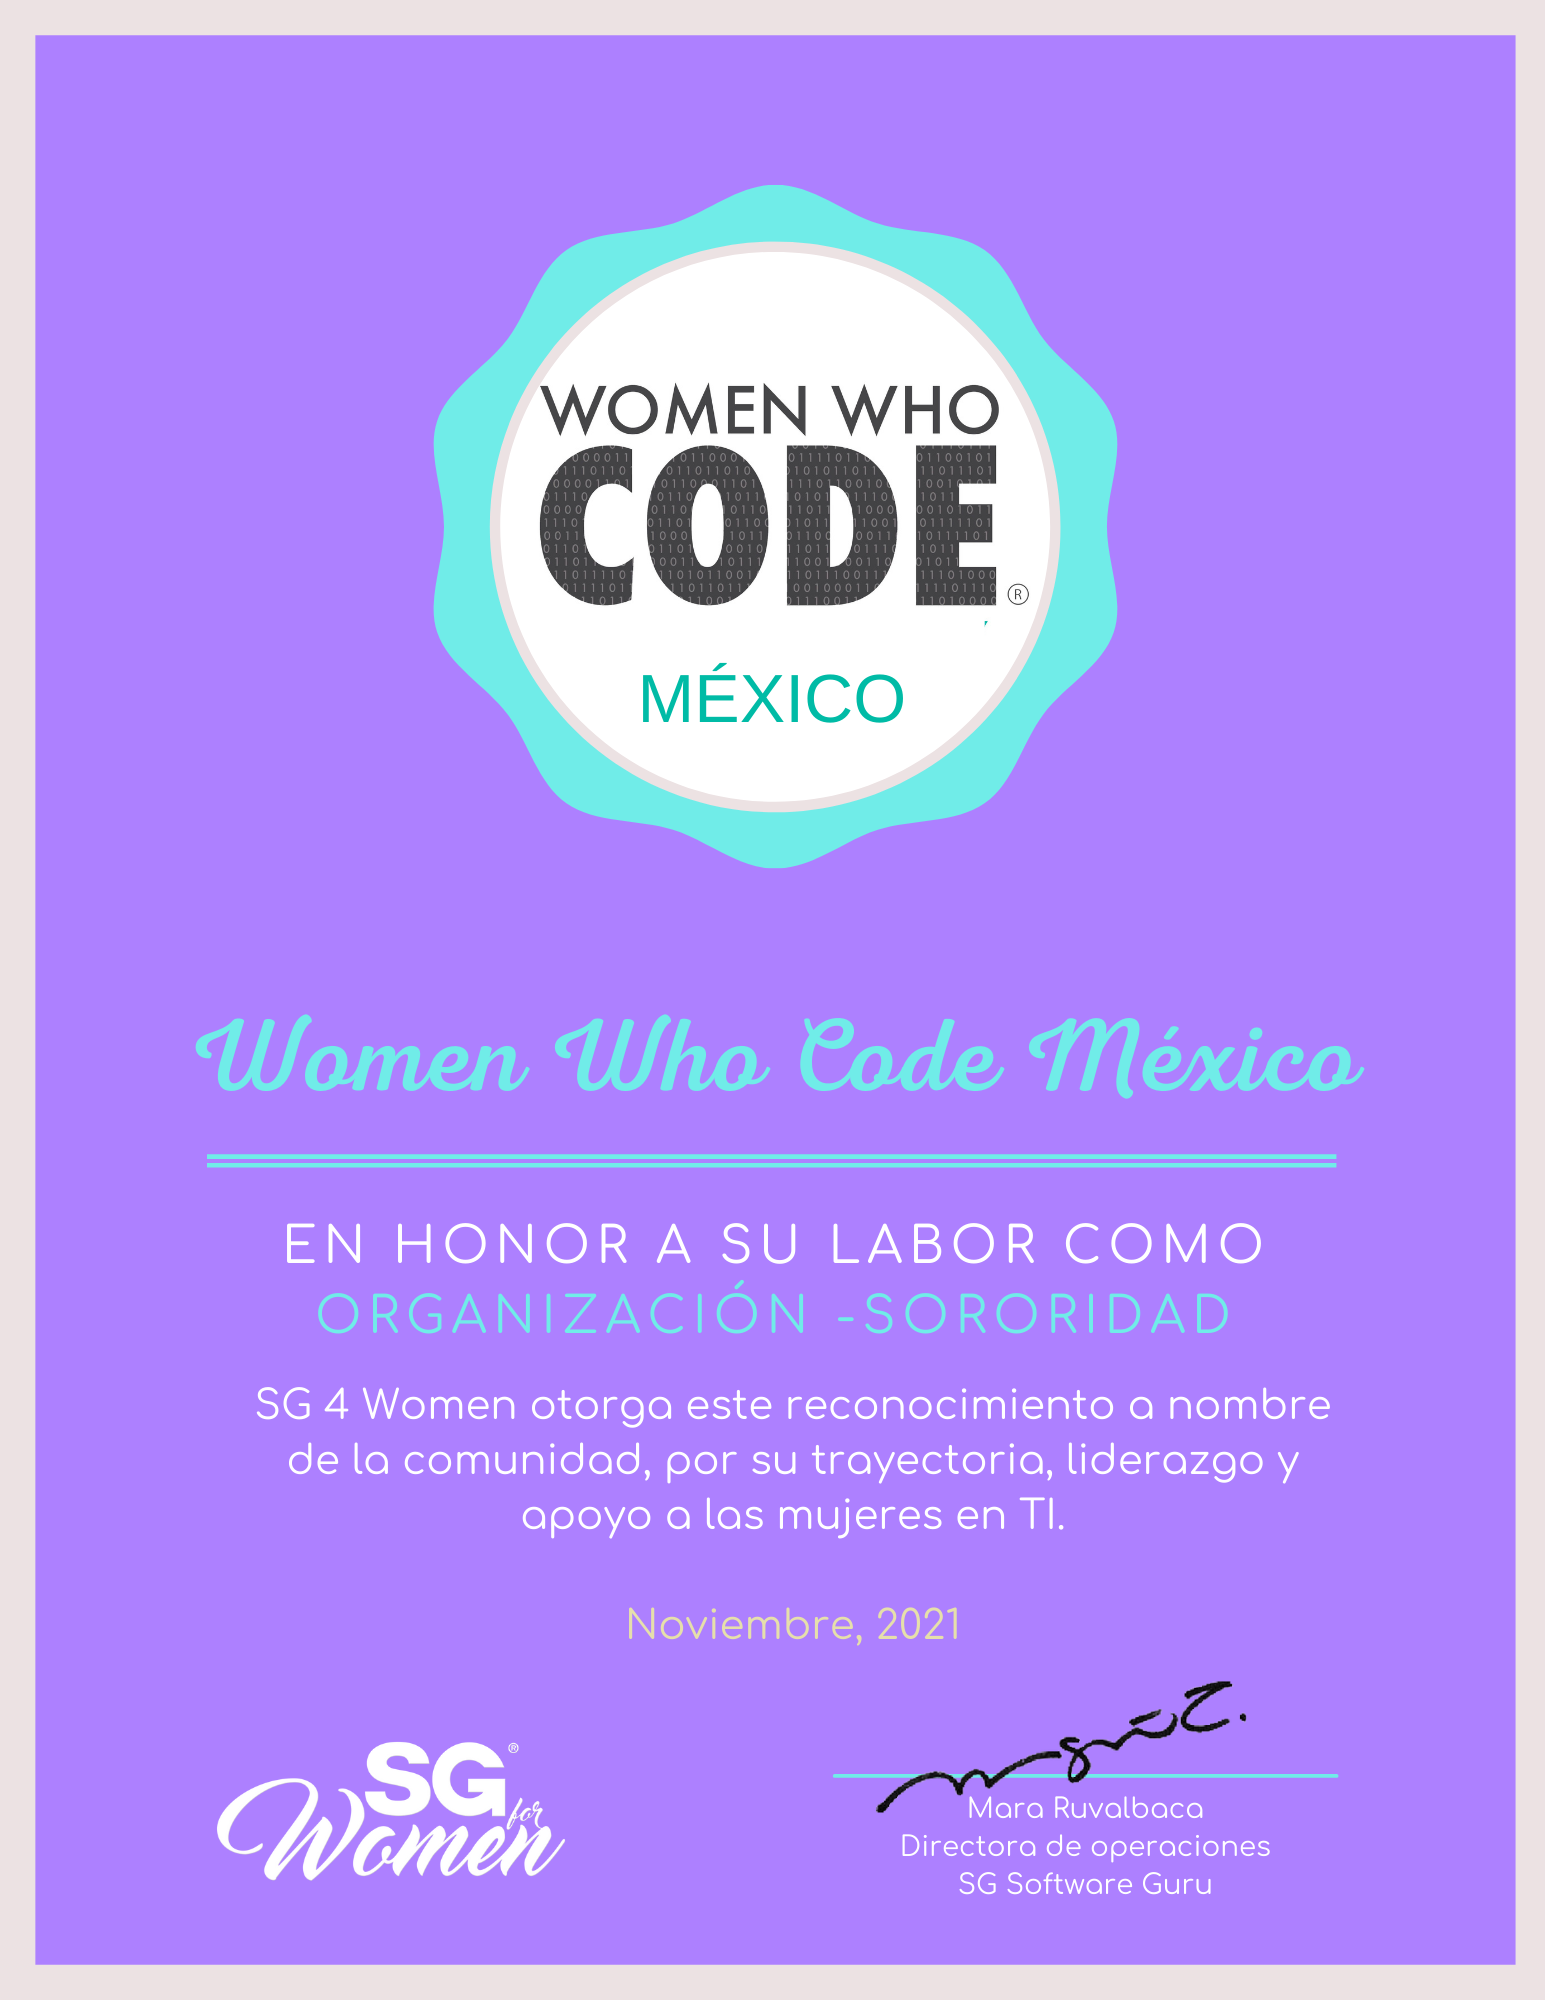 WOMEN WHO
CODE®
MÉXICO
Women Who Code México
EN HONOR A SU LABOR COMO
ORGANIZACIÓN -SORORIDAD
SG 4 Women otorga este reconocimiento a nombre
de la comunidad, por su trayectoria, liderazgo y
apoyo a las mujeres en TI.
Noviembre, 2021
SG®
for
Women
Mara Ruvalbaca
Directora de operaciones
SG Software Guru